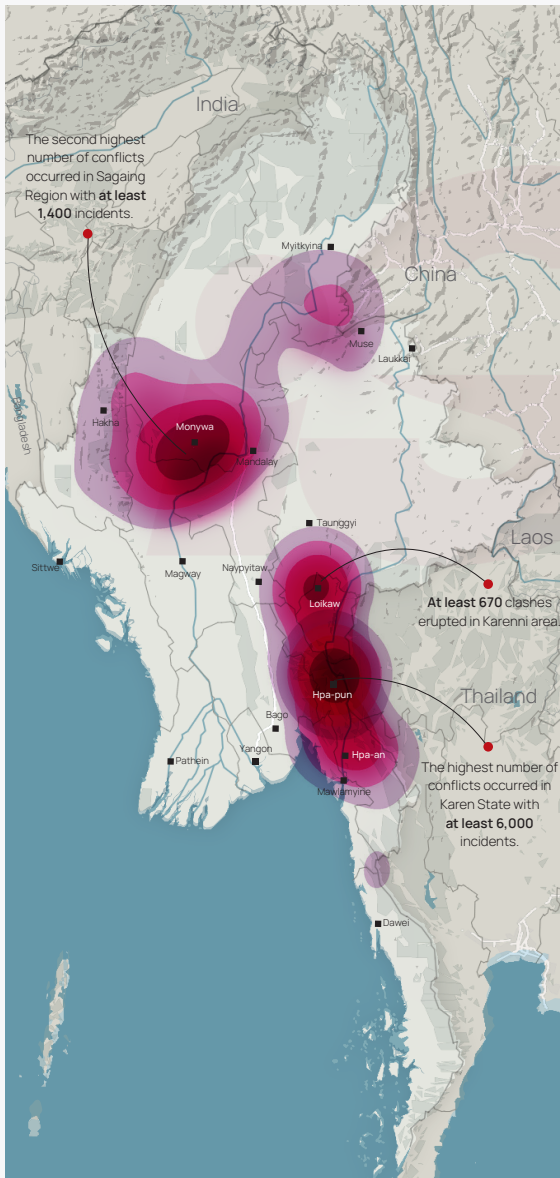 India
The second highest
number of conflicts
occurred in Sagaing
Region with at least
1,400 incidents.
Myitkyina
China
Muse
Laukkai
Bangladesh
Hakha
Monywa
Mandalay
Taunggyi
Laos
Sittwe
Magway
Naypyitaw
Loikaw
At least 670 clashes
erupted in Karenni area.
Hpa-pun
Thailand
Bago
Pathein
Yangon
Hpa-an
Mawlamyine
The highest number of
conflicts occurred in
Karen State with
at least 6,000
incidents.
Dawei